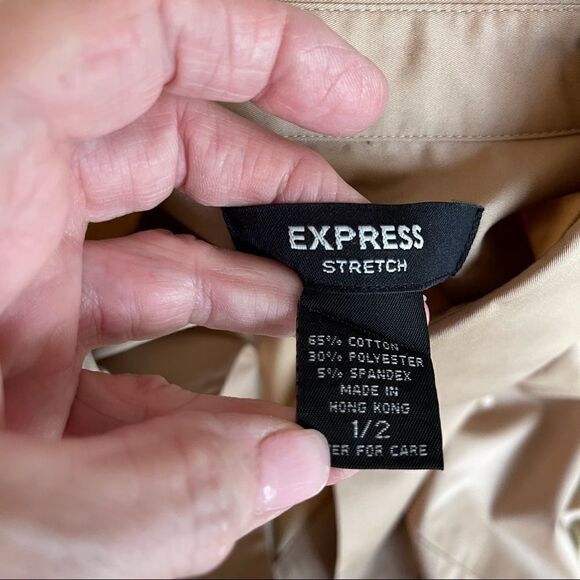 EXPRESS
STRETCH
65% COTTON
30% POLYESTER
5% SPANDEX
MADE IN
HONG KONG
1/2
FOR CARE